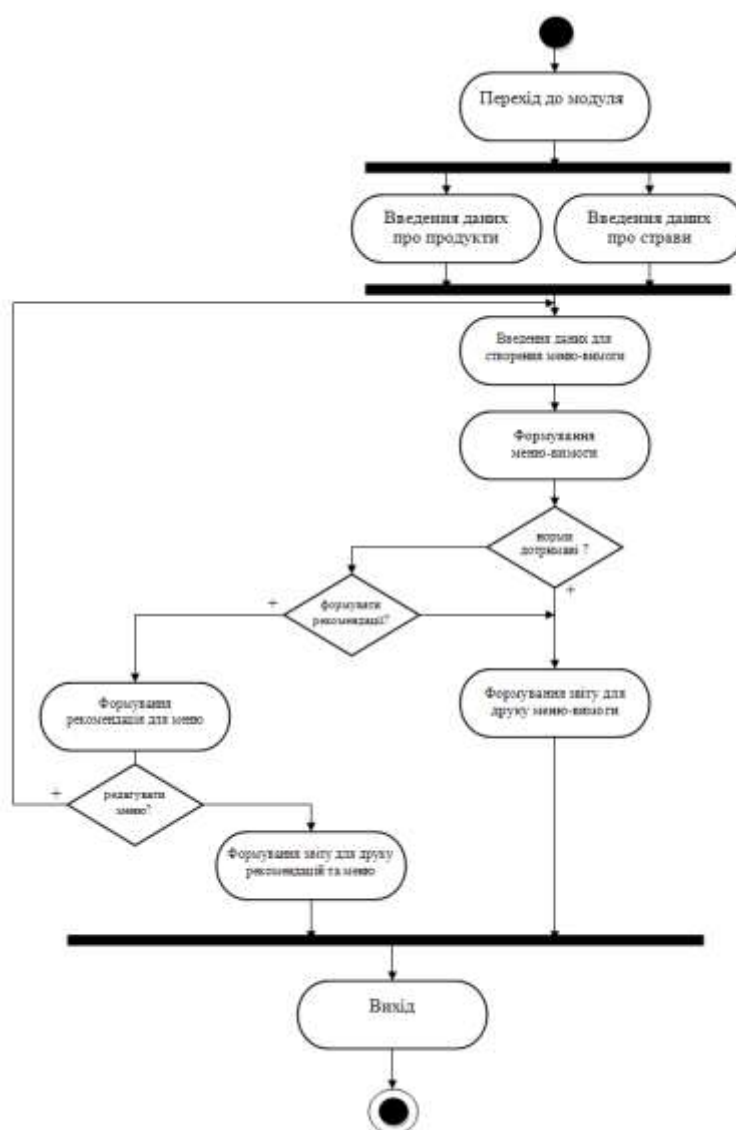 Перехід до модуля
Введення даних
про продукти
Введення даних
про страви
Введення даних для
створення меню-вимоги
Формування
меню-вимоги
норми
дотримані ?
+
+
формувати
рекомендації?
Формування
рекомендацій для меню
Формування звіту для
друку меню-вимоги
+
редагувати
меню?
Формування звіту для друку
рекомендацій та меню
Вихід